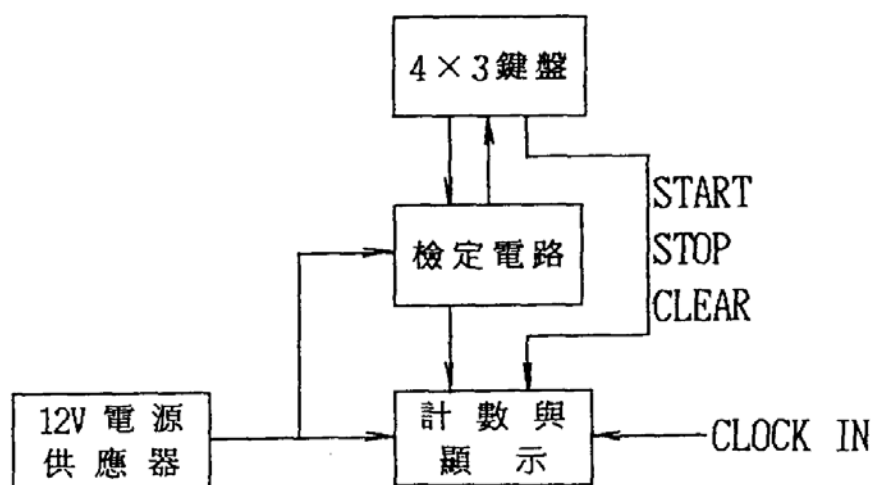 4×3鍵盤
START
STOP
CLEAR
檢定電路
12V 電源
供應器
計數與
顯示
CLOCK IN